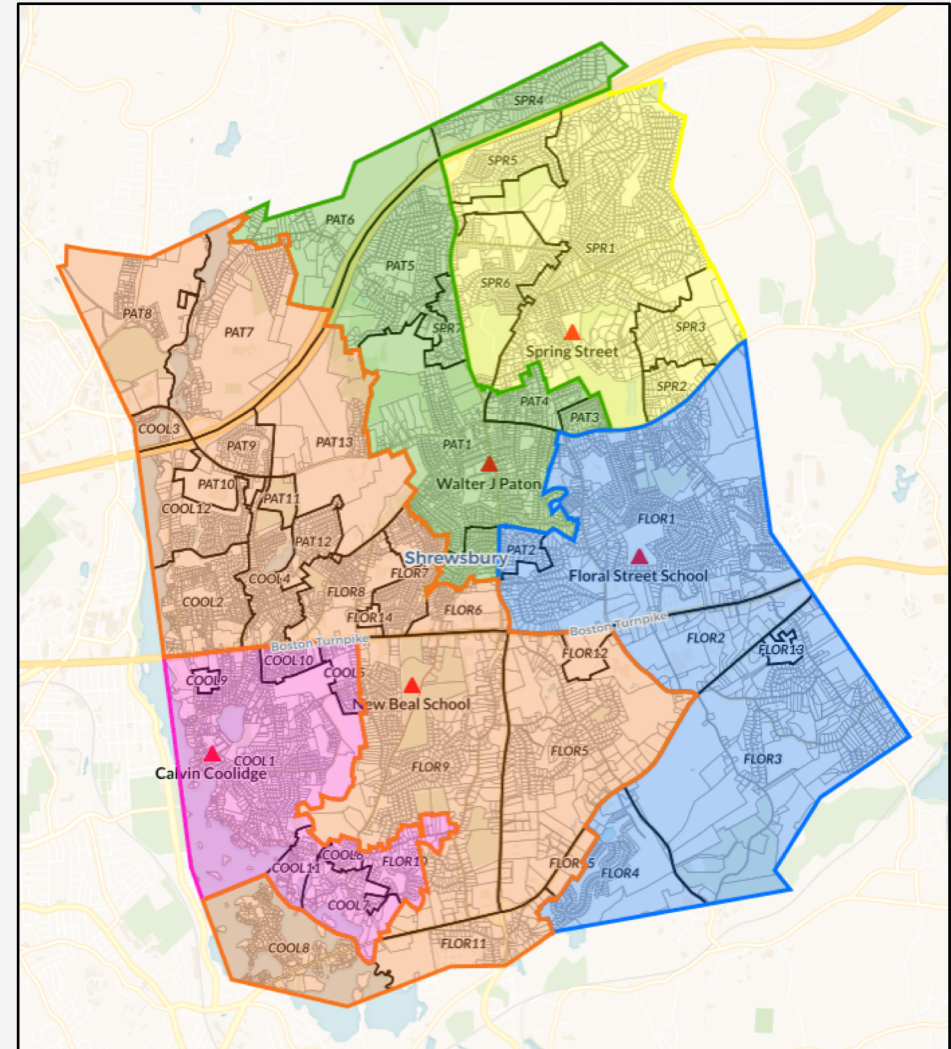 SPR4
SPR5
PAT6
SPR1
PAT5
SPR6
PAT8
PAT7
SPR7
SPR3
Spring Street
SPR2
PAT4
COOL3
PAT3
PAT9
PAT13
PAT1
Walter J Paton
PAT10
PAT11
COOL12
FLOR1
PAT12
PAT2
Shrewsbury
FLOR7
Floral Street School
COOL4
FLOR8
COOL2
FLOR6
FLOR14
Boston Turnpike
Boston Turnpike
FLOR2
FLOR13
FLOR12
COOL10
COOL9
New Beal School
FLOR5
COOL1
FLOR3
Calvin Coolidge
FLOR9
COOL6
FLOR10
COOL11
FLOR4
COOL7
COOL8
FLOR11